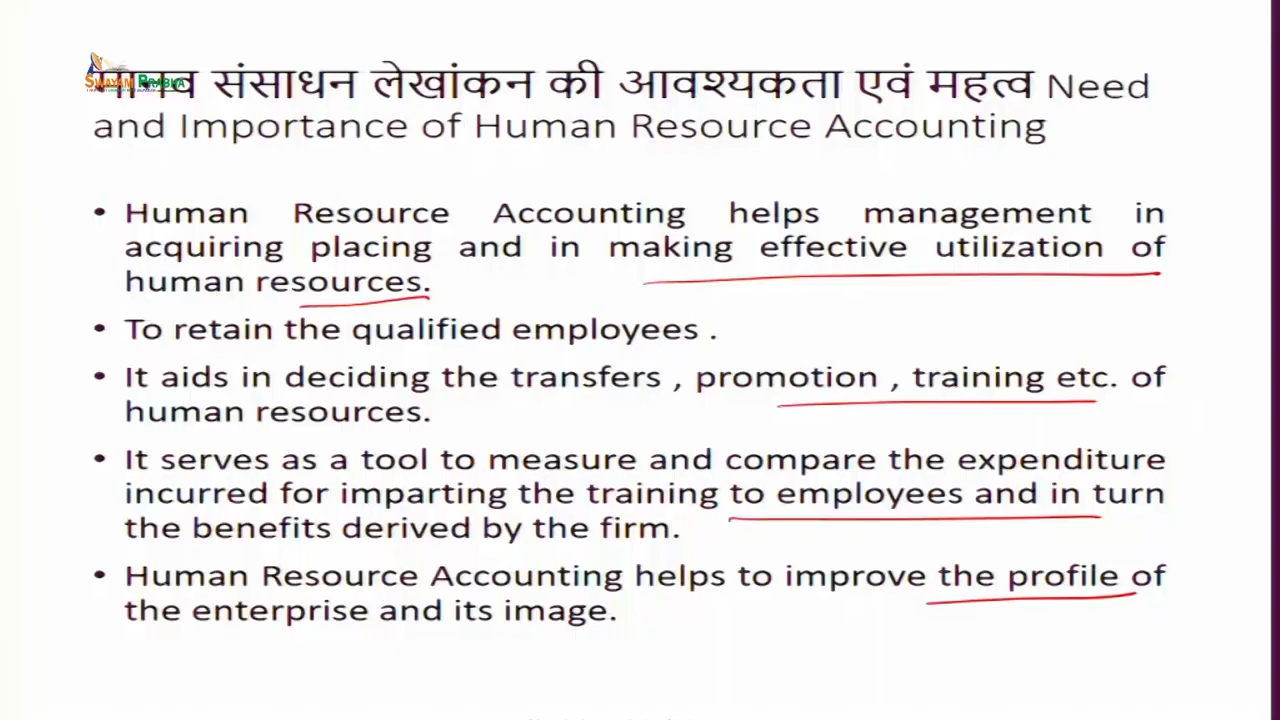 SWAYAM PRABHA
मानव संसाधन लेखांकन की आवश्यकता एवं महत्व Need
and Importance of Human Resource Accounting
• Human Resource Accounting helps management in
acquiring placing and in making effective utilization of
human resources.
• To retain the qualified employees .
• It aids in deciding the transfers , promotion , training etc. of
human resources.
• It serves as a tool to measure and compare the expenditure
incurred for imparting the training to employees and in turn
the benefits derived by the firm.
• Human Resource Accounting helps to improve the profile of
the enterprise and its image.